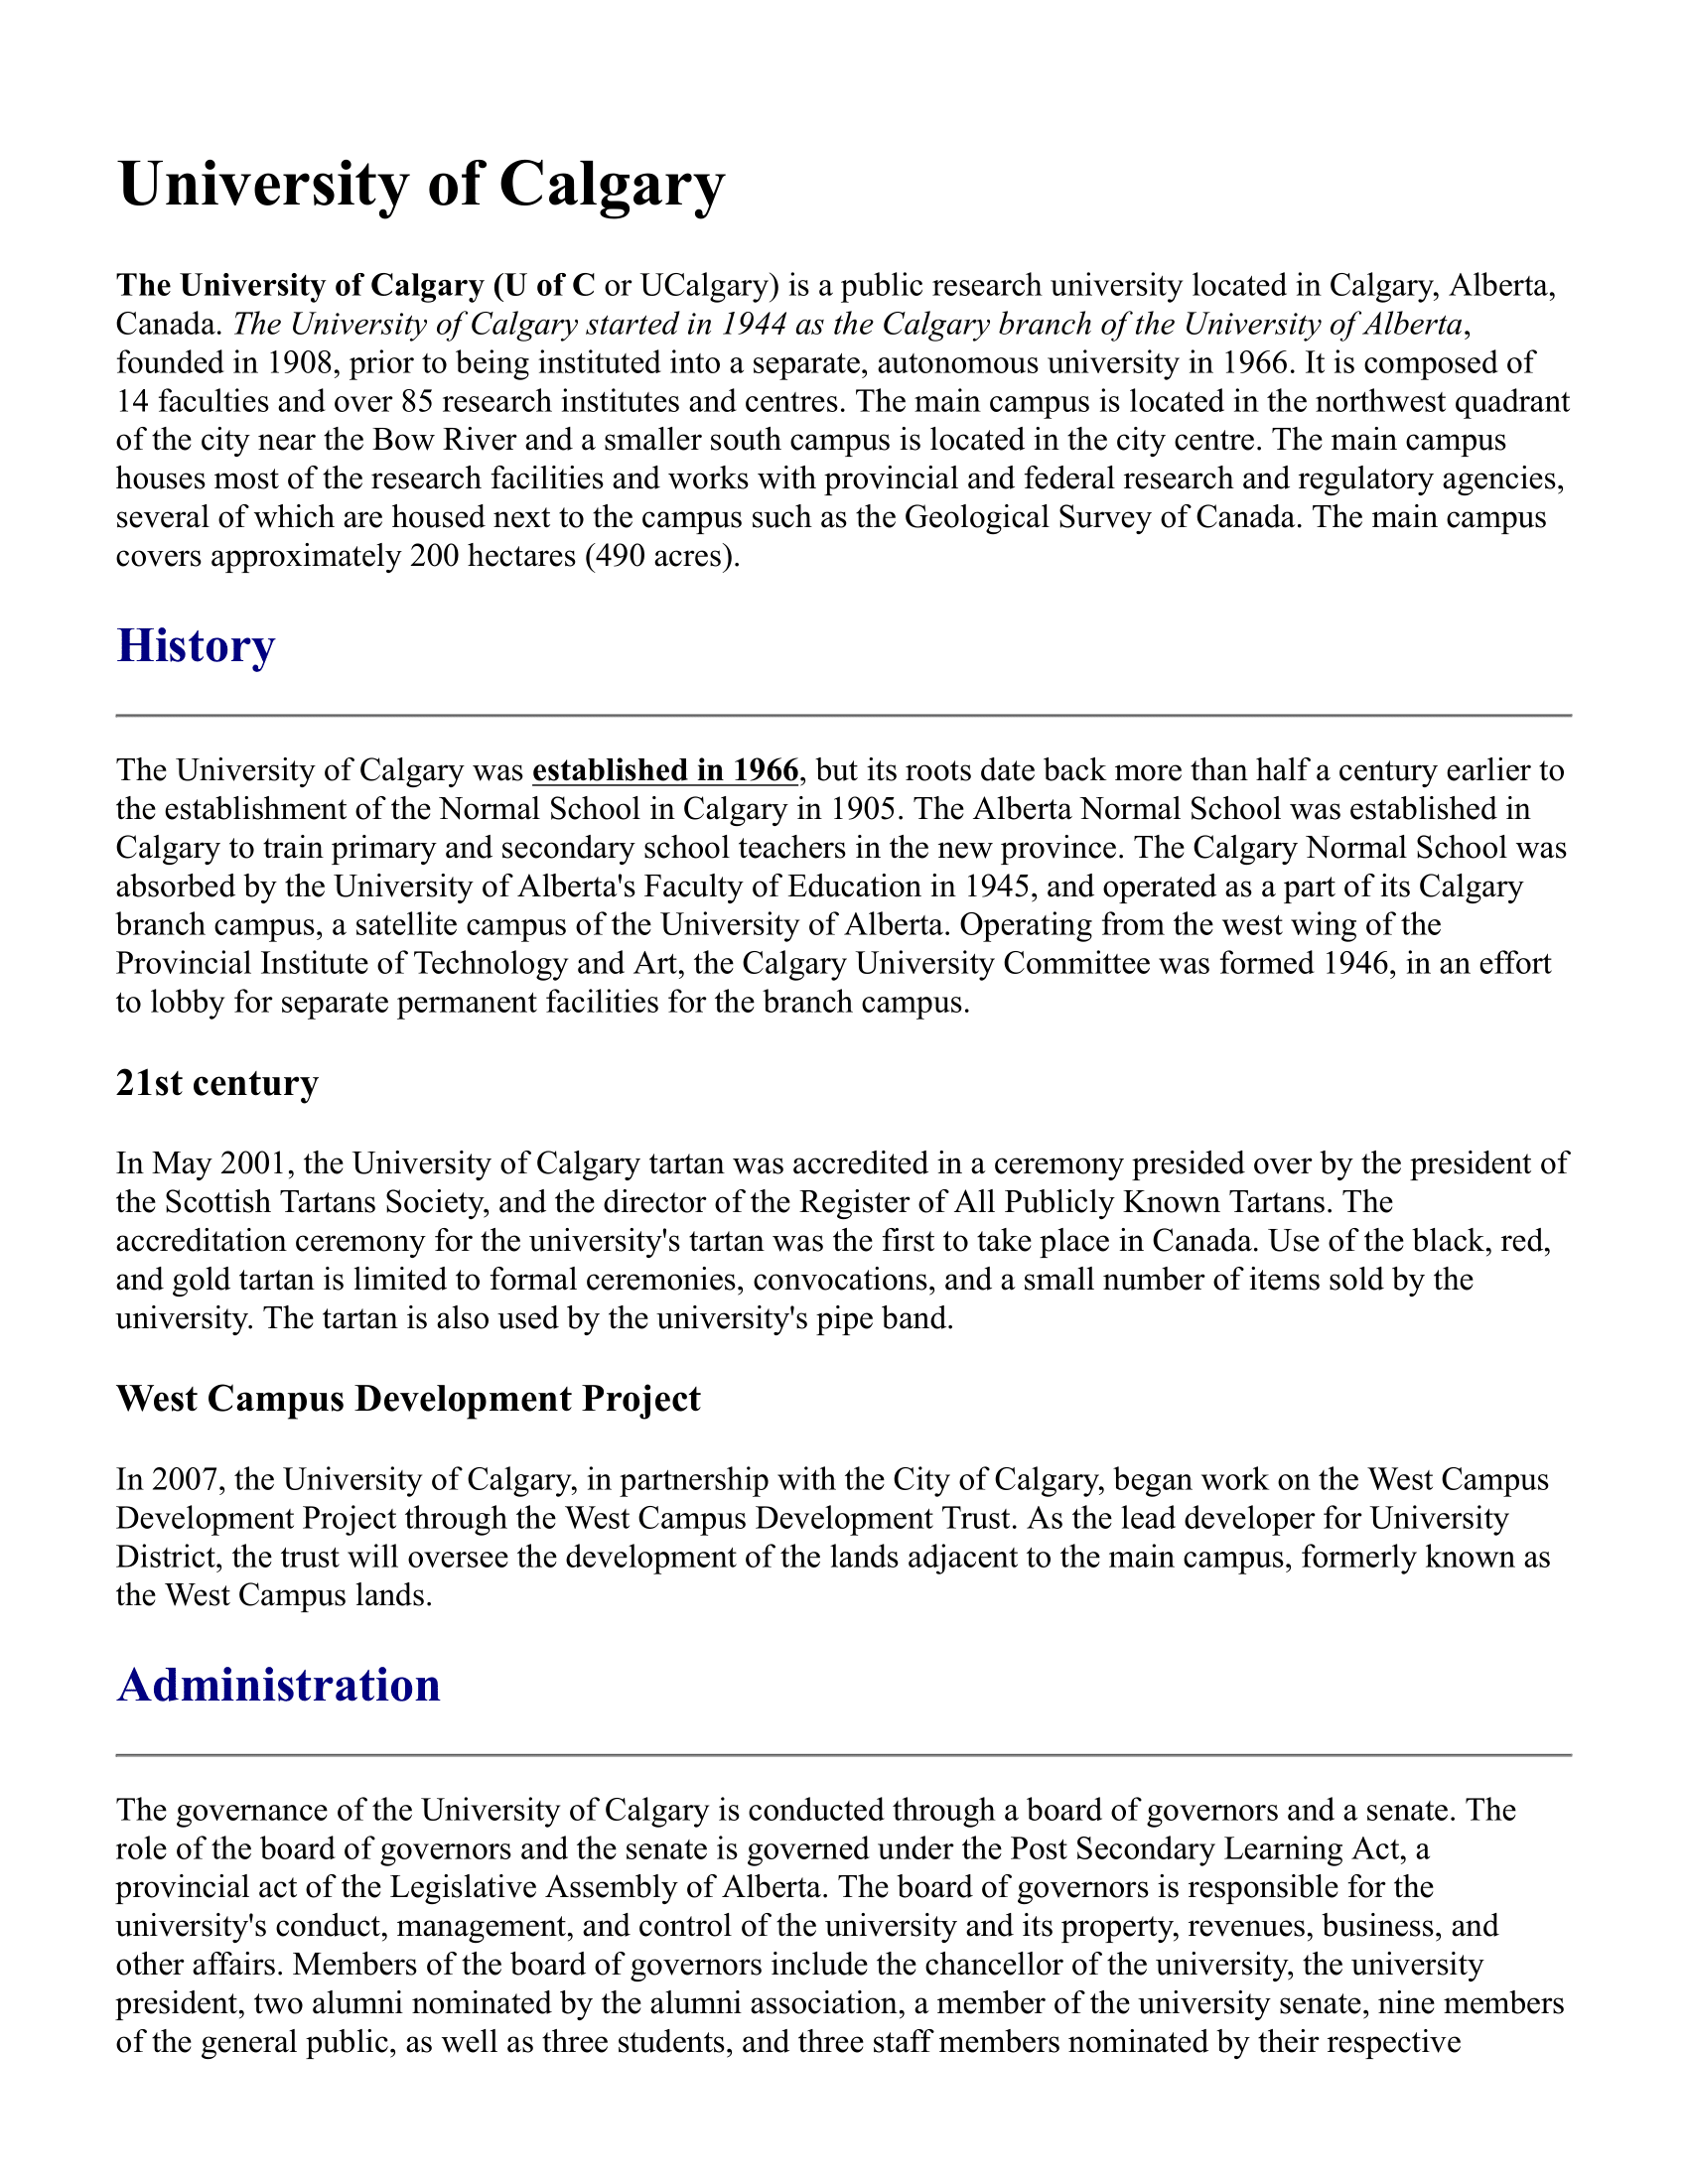 University of Calgary
The University of Calgary (U of C or UCalgary) is a public research university located in Calgary, Alberta,
Canada. The University of Calgary started in 1944 as the Calgary branch of the University of Alberta,
founded in 1908, prior to being instituted into a separate, autonomous university in 1966. It is composed of
14 faculties and over 85 research institutes and centres. The main campus is located in the northwest quadrant
of the city near the Bow River and a smaller south campus is located in the city centre. The main campus
houses most of the research facilities and works with provincial and federal research and regulatory agencies,
several of which are housed next to the campus such as the Geological Survey of Canada. The main campus
covers approximately 200 hectares (490 acres).
History
The University of Calgary was established in 1966, but its roots date back more than half a century earlier to
the establishment of the Normal School in Calgary in 1905. The Alberta Normal School was established in
Calgary to train primary and secondary school teachers in the new province. The Calgary Normal School was
absorbed by the University of Alberta's Faculty of Education in 1945, and operated as a part of its Calgary
branch campus, a satellite campus of the University of Alberta. Operating from the west wing of the
Provincial Institute of Technology and Art, the Calgary University Committee was formed 1946, in an effort
to lobby for separate permanent facilities for the branch campus.
21st century
In May 2001, the University of Calgary tartan was accredited in a ceremony presided over by the president of
the Scottish Tartans Society, and the director of the Register of All Publicly Known Tartans. The
accreditation ceremony for the university's tartan was the first to take place in Canada. Use of the black, red,
and gold tartan is limited to formal ceremonies, convocations, and a small number of items sold by the
university. The tartan is also used by the university's pipe band.
West Campus Development Project
In 2007, the University of Calgary, in partnership with the City of Calgary, began work on the West Campus
Development Project through the West Campus Development Trust. As the lead developer for University
District, the trust will oversee the development of the lands adjacent to the main campus, formerly known as
the West Campus lands.
Administration
The governance of the University of Calgary is conducted through a board of governors and a senate. The
role of the board of governors and the senate is governed under the Post Secondary Learning Act, a
provincial act of the Legislative Assembly of Alberta. The board of governors is responsible for the
university's conduct, management, and control of the university and its property, revenues, business, and
other affairs. Members of the board of governors include the chancellor of the university, the university
president, two alumni nominated by the alumni association, a member of the university senate, nine members
of the general public, as well as three students, and three staff members nominated by their respective